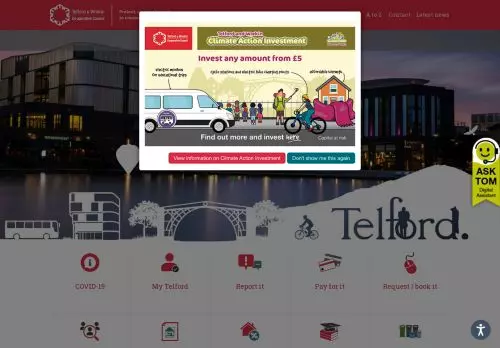 Telford & Wrekin
Co-operative Council
Protect, c
A to Z
Contact
Latest news
Telford & Wrekin
Co-operative Council
Telford and Wrekin
Climate Action Investment
Invest any amount from £5
electric minibus
for educational trips
cycle stations and electric bike charging points
affordable warmth
Find out more and invest here
Capital at risk
View information on Climate Action Investment
Don't show me this again
ASK
TOM
Digital
Assistant
Telford.
COVID-19
My Telford
Report it
Pay for it
Request / book it